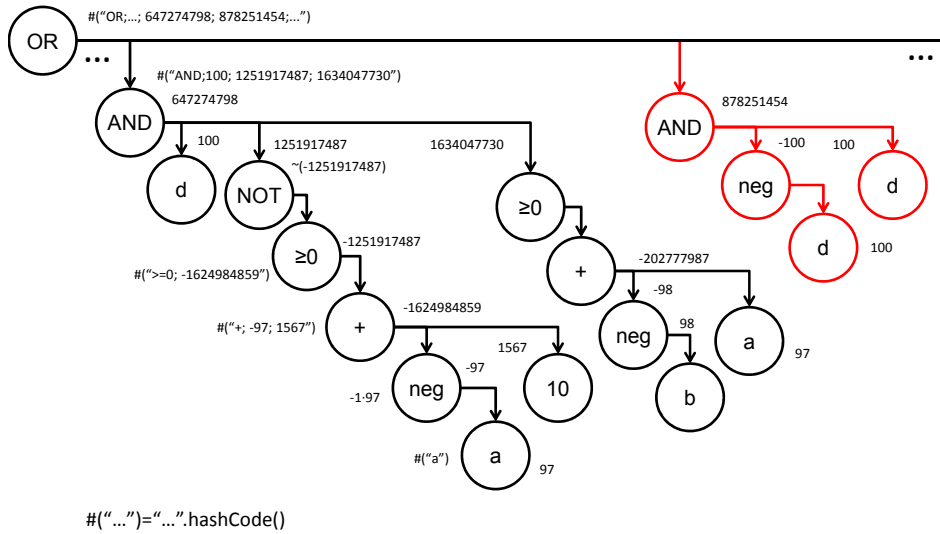 #(“OR;…; 647274798; 878251454;...”)
OR
... ...
#(“AND;100; 1251917487; 1634047730”)
647274798
878251454
AND
AND
100
1251917487
1634047730
-100
100
~(-1251917487)
d
NOT
≥0
neg
d
-1251917487
d
100
≥0
#(“>=0; -1624984859”)
-202777987
+
-98
-1624984859
#(“+; -97; 1567”)
+
98
neg
a
1567
97
-97
neg
10
-1·97
b
#(“a”)
a
97
#(“...”)=“...”.hashCode()